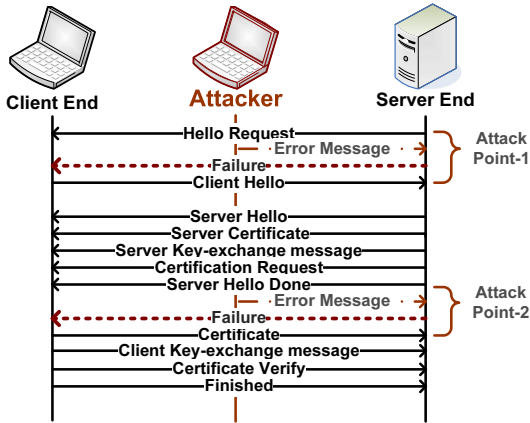 Client End
Attacker
Server End
Hello Request
Error Message
Failure
Client Hello
Attack
Point-1
Server Hello
Server Certificate
Server Key-exchange message
Certification Request
Server Hello Done
Error Message
Failure
Certificate
Attack
Point-2
Client Key-exchange message
Certificate Verify
Finished